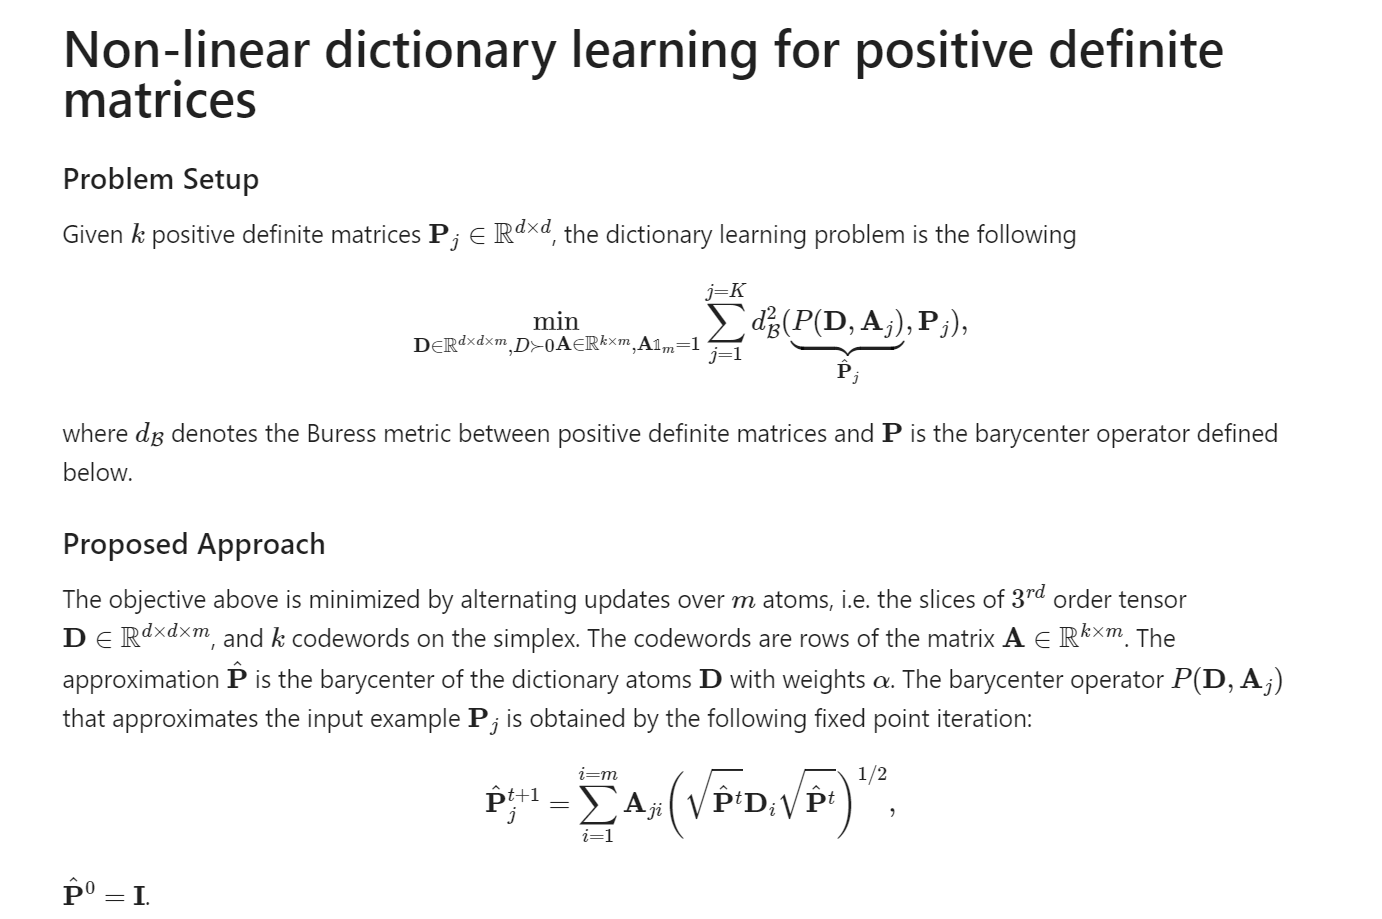 Non-linear dictionary learning for positive definite
matrices
Problem Setup
Given $k$ positive definite matrices $\mathbf{P}_j \in \mathbb{R}^{d \times d}$, the dictionary learning problem is the following
$$\min_{\mathbf{D} \in \mathbb{R}^{d \times d \times m}, D \succ 0 \mathbf{A} \in \mathbb{R}^{k \times m}, \mathbf{A}\mathbb{1}_m = 1} \sum_{j=1}^{j=K} d_{\mathcal{B}}^2(\underbrace{P(\mathbf{D}, \mathbf{A}_j)}_{\hat{\mathbf{P}}_j}, \mathbf{P}_j),$$
where $d_{\mathcal{B}}$ denotes the Buress metric between positive definite matrices and $\mathbf{P}$ is the barycenter operator defined
below.
Proposed Approach
The objective above is minimized by alternating updates over $m$ atoms, i.e. the slices of $3^{rd}$ order tensor
$\mathbf{D} \in \mathbb{R}^{d \times d \times m}$, and $k$ codewords on the simplex. The codewords are rows of the matrix $\mathbf{A} \in \mathbb{R}^{k \times m}$. The
approximation $\hat{\mathbf{P}}$ is the barycenter of the dictionary atoms $\mathbf{D}$ with weights $\alpha$. The barycenter operator $P(\mathbf{D}, \mathbf{A}_j)$
that approximates the input example $\mathbf{P}_j$ is obtained by the following fixed point iteration:
$$\hat{\mathbf{P}}_j^{t+1} = \sum_{i=1}^{i=m} \mathbf{A}_{ji} \left( \sqrt{\hat{\mathbf{P}}^t} \mathbf{D}_i \sqrt{\hat{\mathbf{P}}^t} \right)^{1/2},$$
$\hat{\mathbf{P}}^0 = \mathbf{I}$.